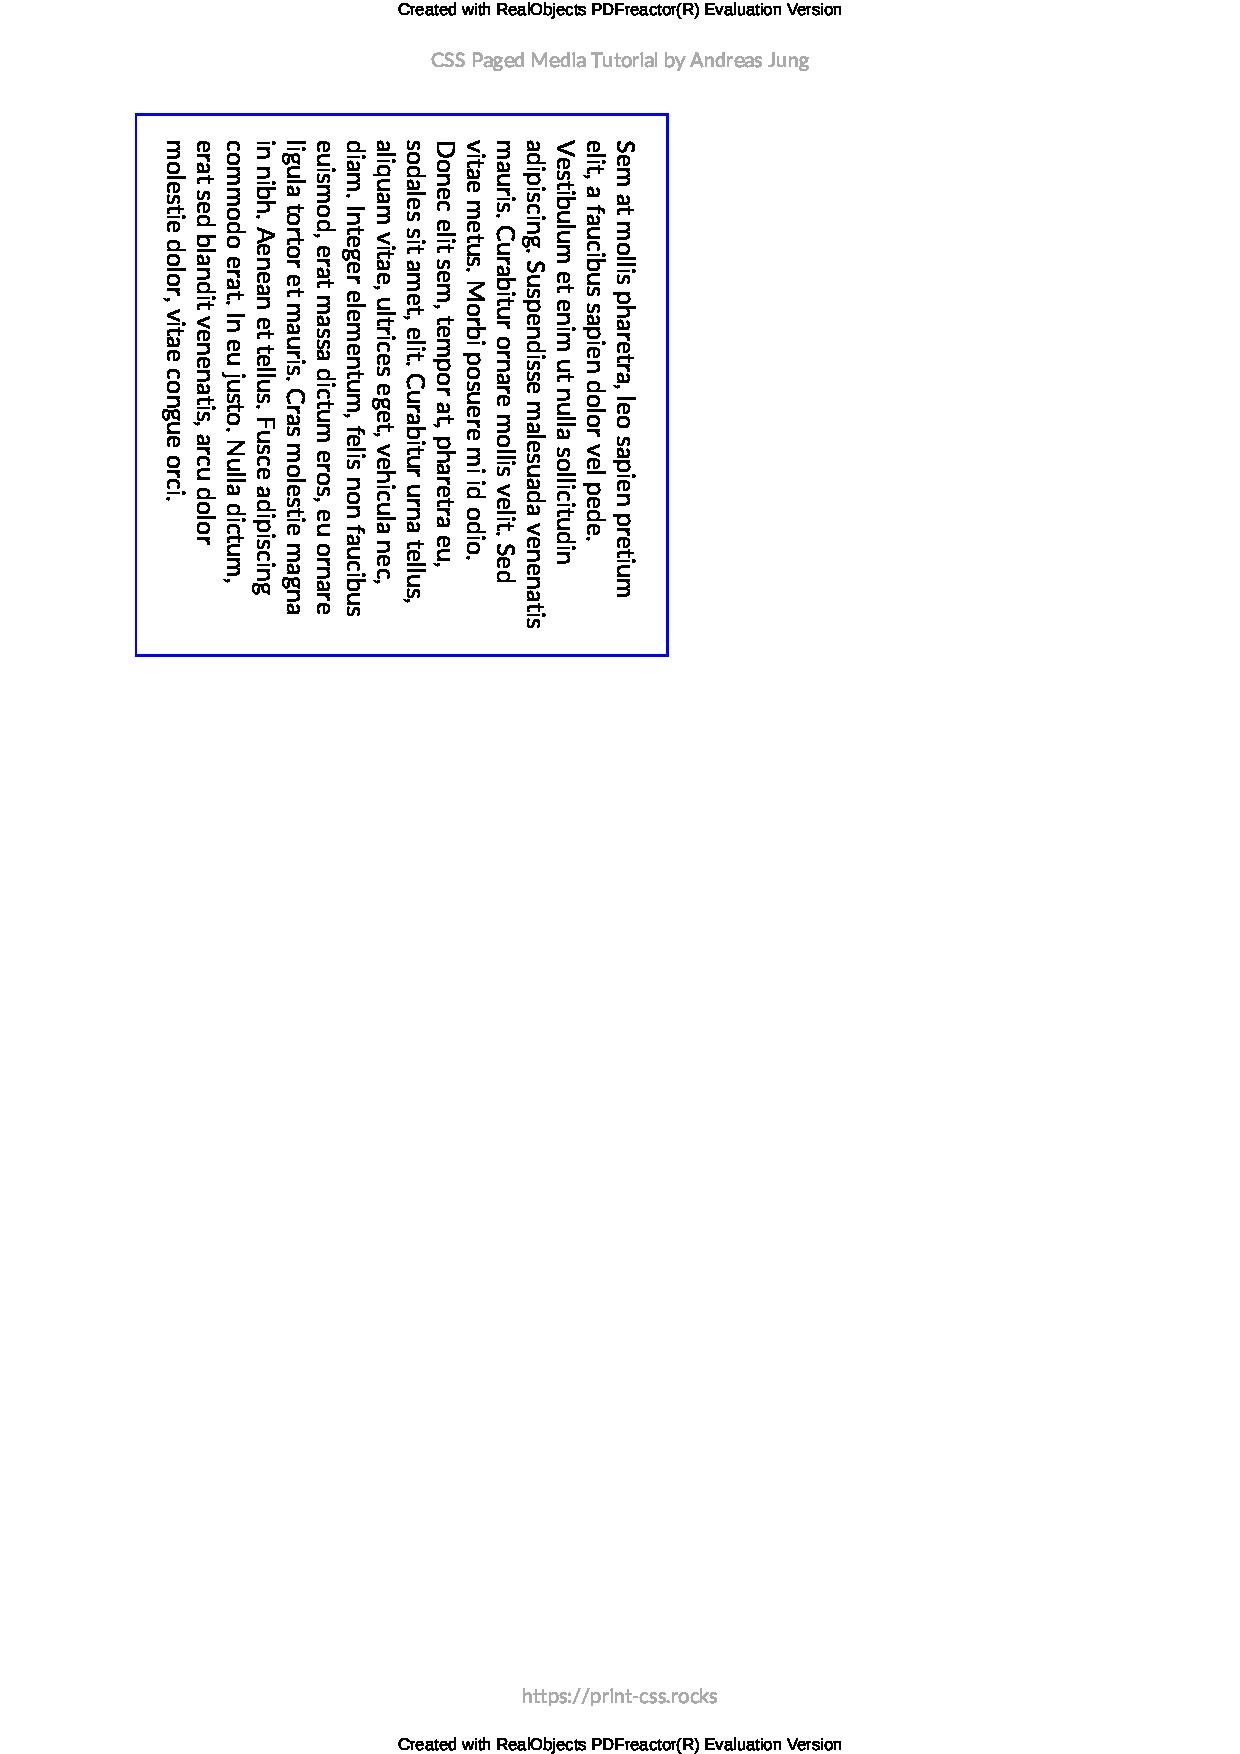 Created with RealObjects PDFreactor(R) Evaluation Version
CSS Paged Media Tutorial by Andreas Jung
Sem at mollis pharetra, leo sapien pretium
elit, a faucibus sapien dolor vel pede.
Vestibulum et enim ut nulla sollicitudin
adipiscing. Suspendisse malesuada venenatis
mauris. Curabitur ornare mollis velit. Sed
vitae metus. Morbi posuere mi id odio.
Donec elit sem, tempor at, pharetra eu,
sodales sit amet, elit. Curabitur urna tellus,
aliquam vitae, ultrices eget, vehicula nec,
diam. Integer elementum, felis non faucibus
euismod, erat massa dictum eros, eu ornare
ligula tortor et mauris. Cras molestie magna
in nibh. Aenean et tellus. Fusce adipiscing
commodo erat. In eu justo. Nulla dictum,
erat sed blandit venenatis, arcu dolor
molestie dolor, vitae congue orci.
https://print-css.rocks
Created with RealObjects PDFreactor(R) Evaluation Version